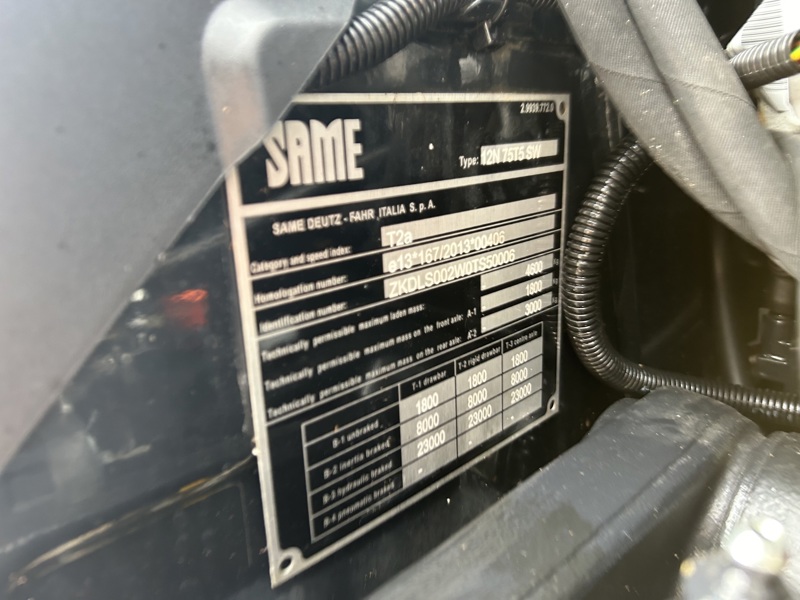 2.9939.772.0
SAME
Type: 12N 75T5 SW
SAME DEUTZ - FAHR ITALIA S.p.A.
Category and speed index: T2a
Homologation number: e13*167/2013*00406
Identification number: ZKDLS002W0TS50006
Technically permissible maximum laden mass: 4600
Technically permissible maximum mass on the front axle: A-1 1800
Technically permissible maximum mass on the rear axle: A-2 3000
T-1 drawbar T-2 rigid drawbar T-3 centre-axle
B-1 unbraked 1800 1800 1800
B-2 inertia braked 8000 8000 8000
B-3 hydraulic braked 23000 23000 23000
B-4 pneumatic braked - - -